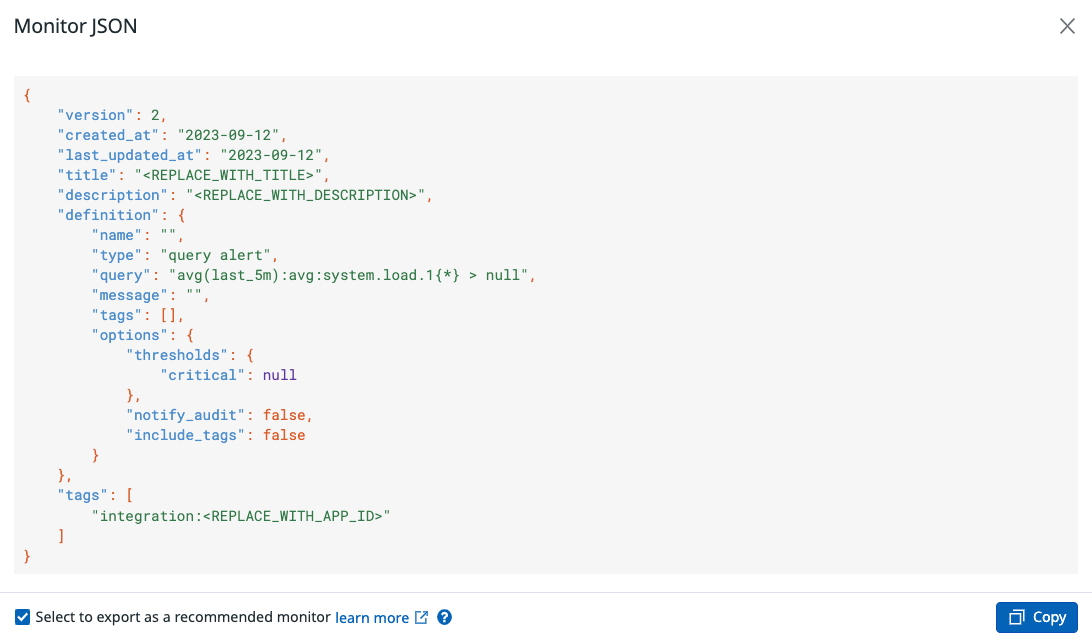 Monitor JSON
{
    "version": 2,
    "created_at": "2023-09-12",
    "last_updated_at": "2023-09-12",
    "title": "<REPLACE_WITH_TITLE>",
    "description": "<REPLACE_WITH_DESCRIPTION>",
    "definition": {
        "name": "",
        "type": "query alert",
        "query": "avg(last_5m):avg:system.load.1{*} > null",
        "message": "",
        "tags": [],
        "options": {
            "thresholds": {
                "critical": null
            },
            "notify_audit": false,
            "include_tags": false
        }
    },
    "tags": [
        "integration:<REPLACE_WITH_APP_ID>"
    ]
}
Select to export as a recommended monitor learn more ?
Copy